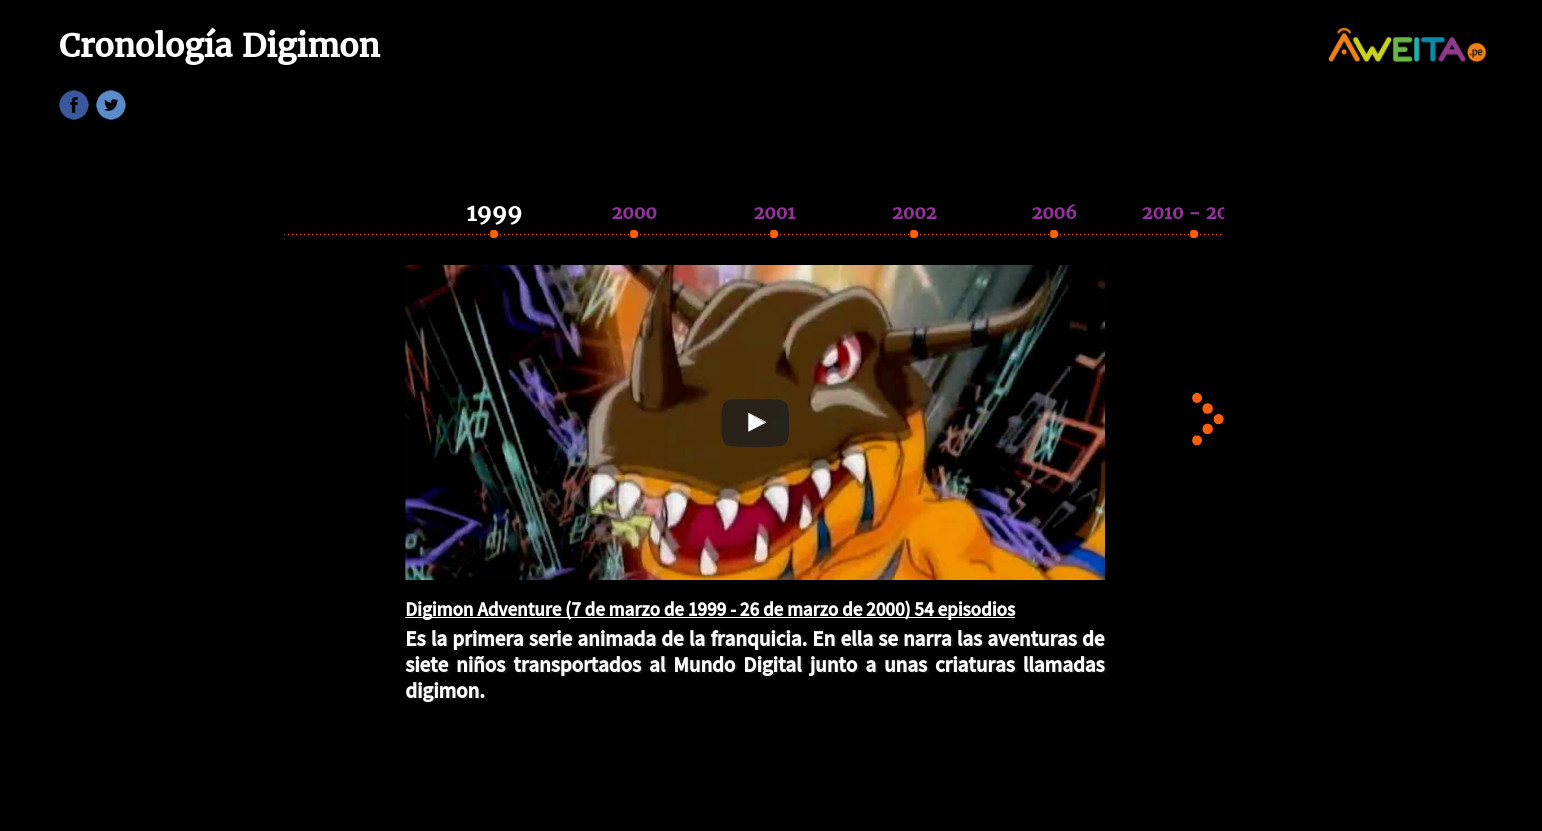 Cronología Digimon
AWEITA.pe
1999 2000 2001 2002 2006 2010 - 20
Digimon Adventure (7 de marzo de 1999 - 26 de marzo de 2000) 54 episodios
Es la primera serie animada de la franquicia. En ella se narra las aventuras de
siete niños transportados al Mundo Digital junto a unas criaturas llamadas
digimon.